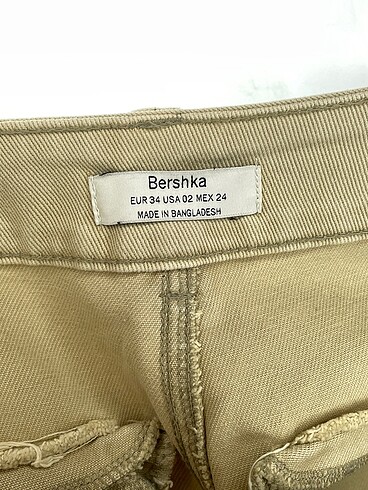 Bershka
EUR 34 USA 02 MEX 24
MADE IN BANGLADESH